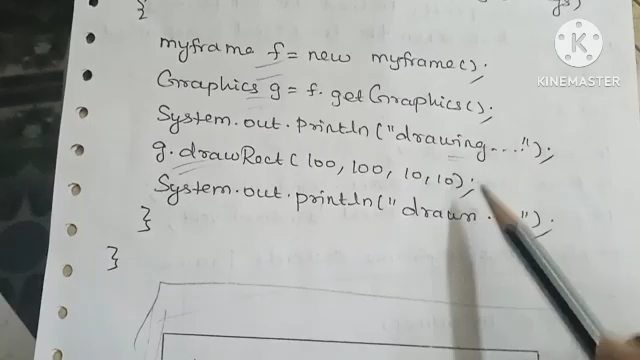 {
myframe f = new myframe();
KINEMASTER
Graphics g = f.getGraphics();
System.out.println("drawing...");
g.drawRect(100, 100, 10, 10);
System.out.println("drawn
");
}
}